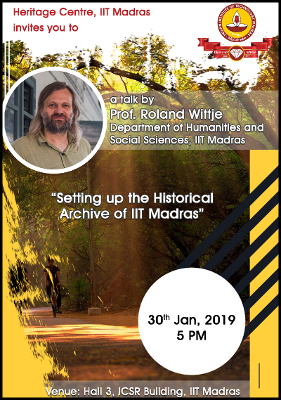 Heritage Centre, IIT Madras
invites you to
a talk by
Prof. Roland Wittje
Department of Humanities and
Social Sciences, IIT Madras
“Setting up the Historical
Archive of IIT Madras”
30th Jan, 2019
5 PM
Venue: Hall 3, ICSR Building, IIT Madras